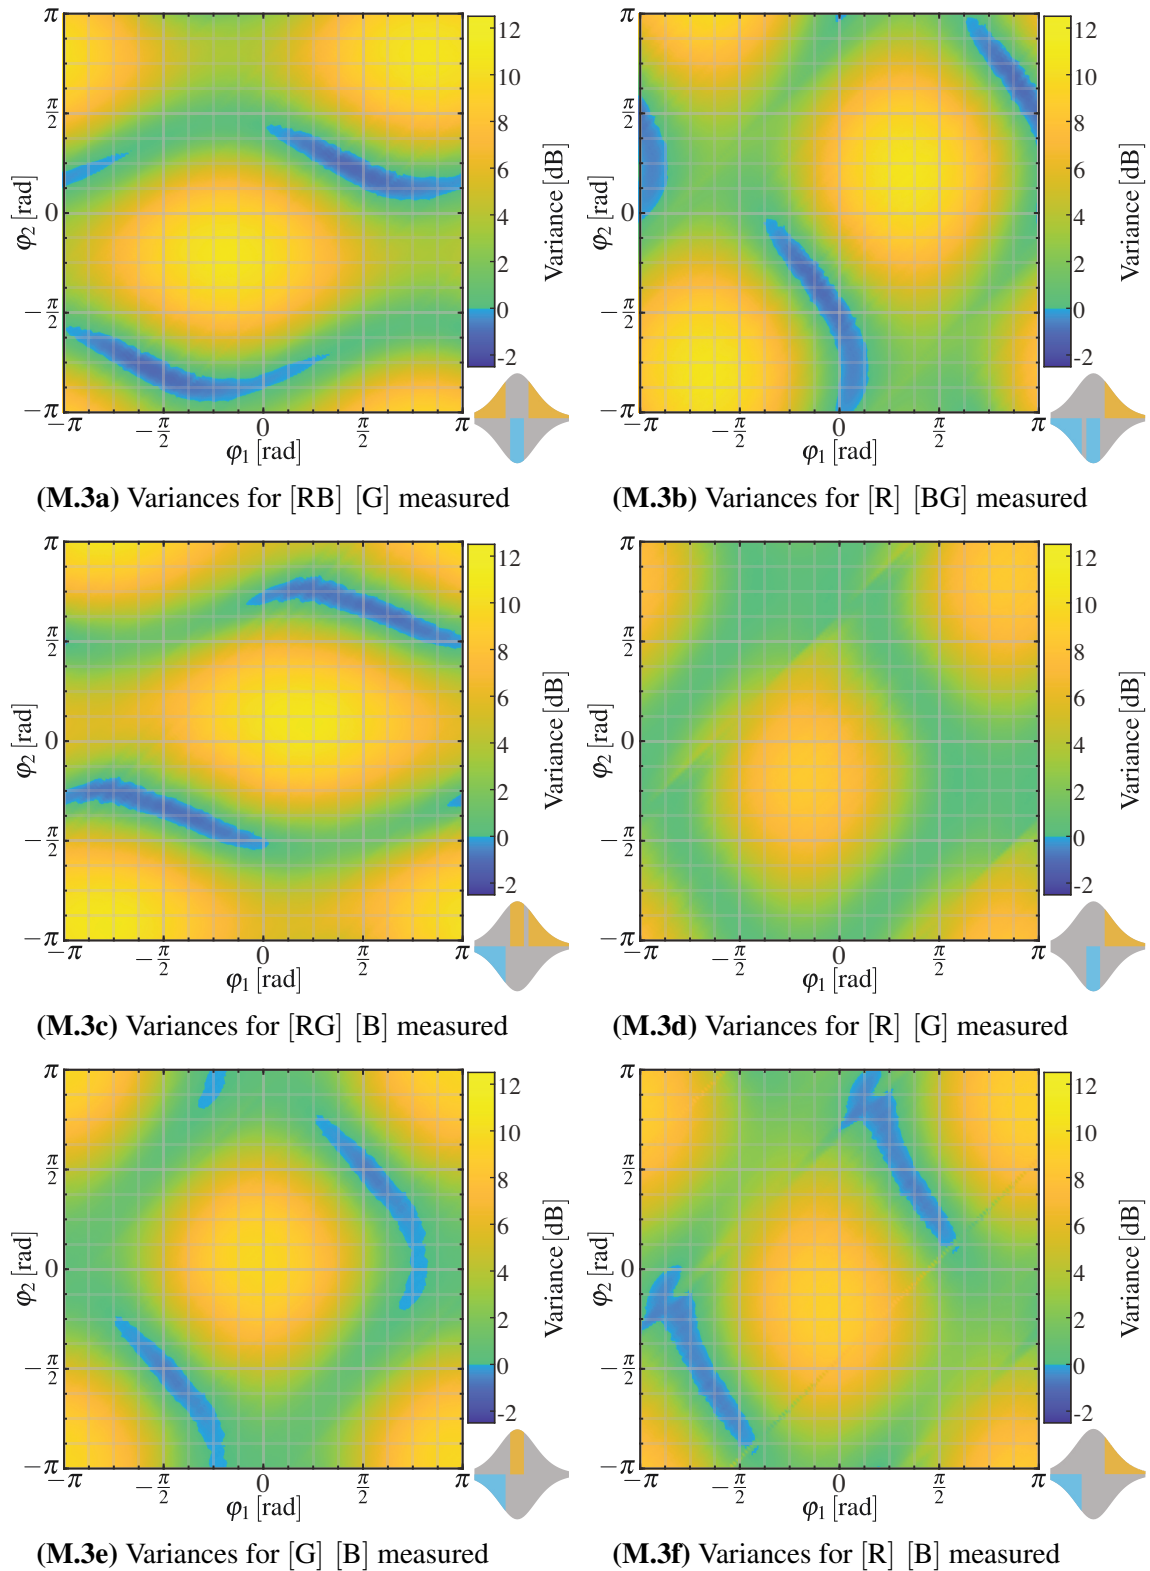 π
π/2
0
−π/2
−π
φ₂ [rad]
−π
−π/2
0
π/2
π
φ₁ [rad]
12
10
8
6
4
2
0
-2
Variance [dB]
π
π/2
0
−π/2
−π
φ₂ [rad]
−π
−π/2
0
π/2
π
φ₁ [rad]
12
10
8
6
4
2
0
-2
Variance [dB]
(M.3a) Variances for [RB] [G] measured
(M.3b) Variances for [R] [BG] measured
π
π/2
0
−π/2
−π
φ₂ [rad]
−π/2
0
π/2
π
φ₁ [rad]
12
10
8
6
4
2
0
-2
Variance [dB]
π
π/2
0
−π/2
−π
φ₂ [rad]
−π/2
0
π/2
π
φ₁ [rad]
12
10
8
6
4
2
0
-2
Variance [dB]
(M.3c) Variances for [RG] [B] measured
(M.3d) Variances for [R] [G] measured
π
π/2
0
−π/2
−π
φ₂ [rad]
−π
−π/2
0
π/2
π
φ₁ [rad]
12
10
8
6
4
2
0
-2
Variance [dB]
π
π/2
0
−π/2
−π
φ₂ [rad]
−π
−π/2
0
π/2
π
φ₁ [rad]
12
10
8
6
4
2
0
-2
Variance [dB]
(M.3e) Variances for [G] [B] measured
(M.3f) Variances for [R] [B] measured